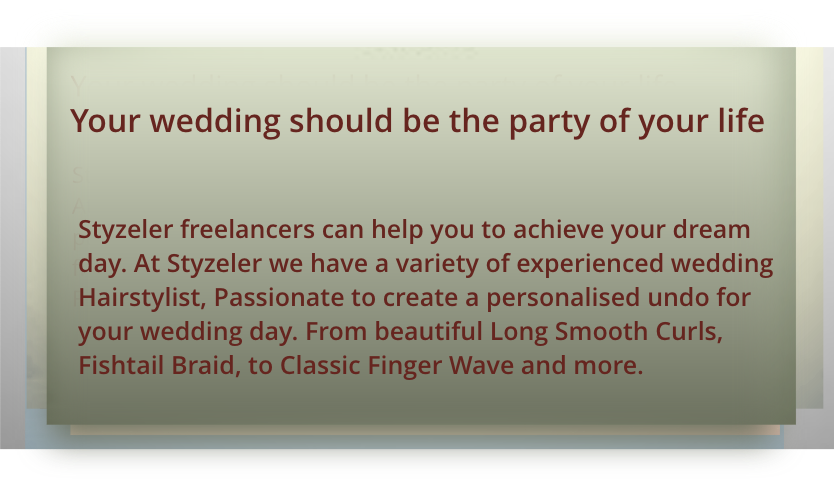 Your wedding should be the party of your life
Styzeler freelancers can help you to achieve your dream
day. At Styzeler we have a variety of experienced wedding
Hairstylist, Passionate to create a personalised undo for
your wedding day. From beautiful Long Smooth Curls,
Fishtail Braid, to Classic Finger Wave and more.